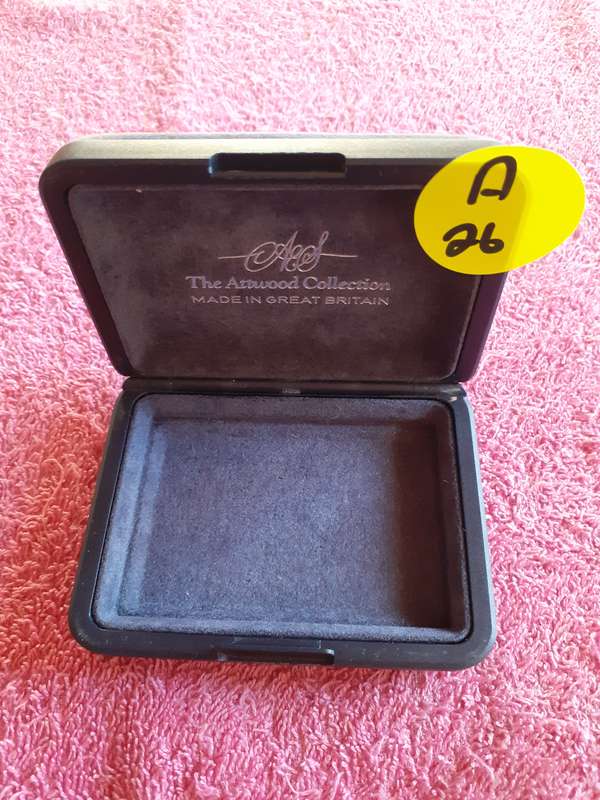 A
26
A&S
The Attwood Collection
MADE IN GREAT BRITAIN